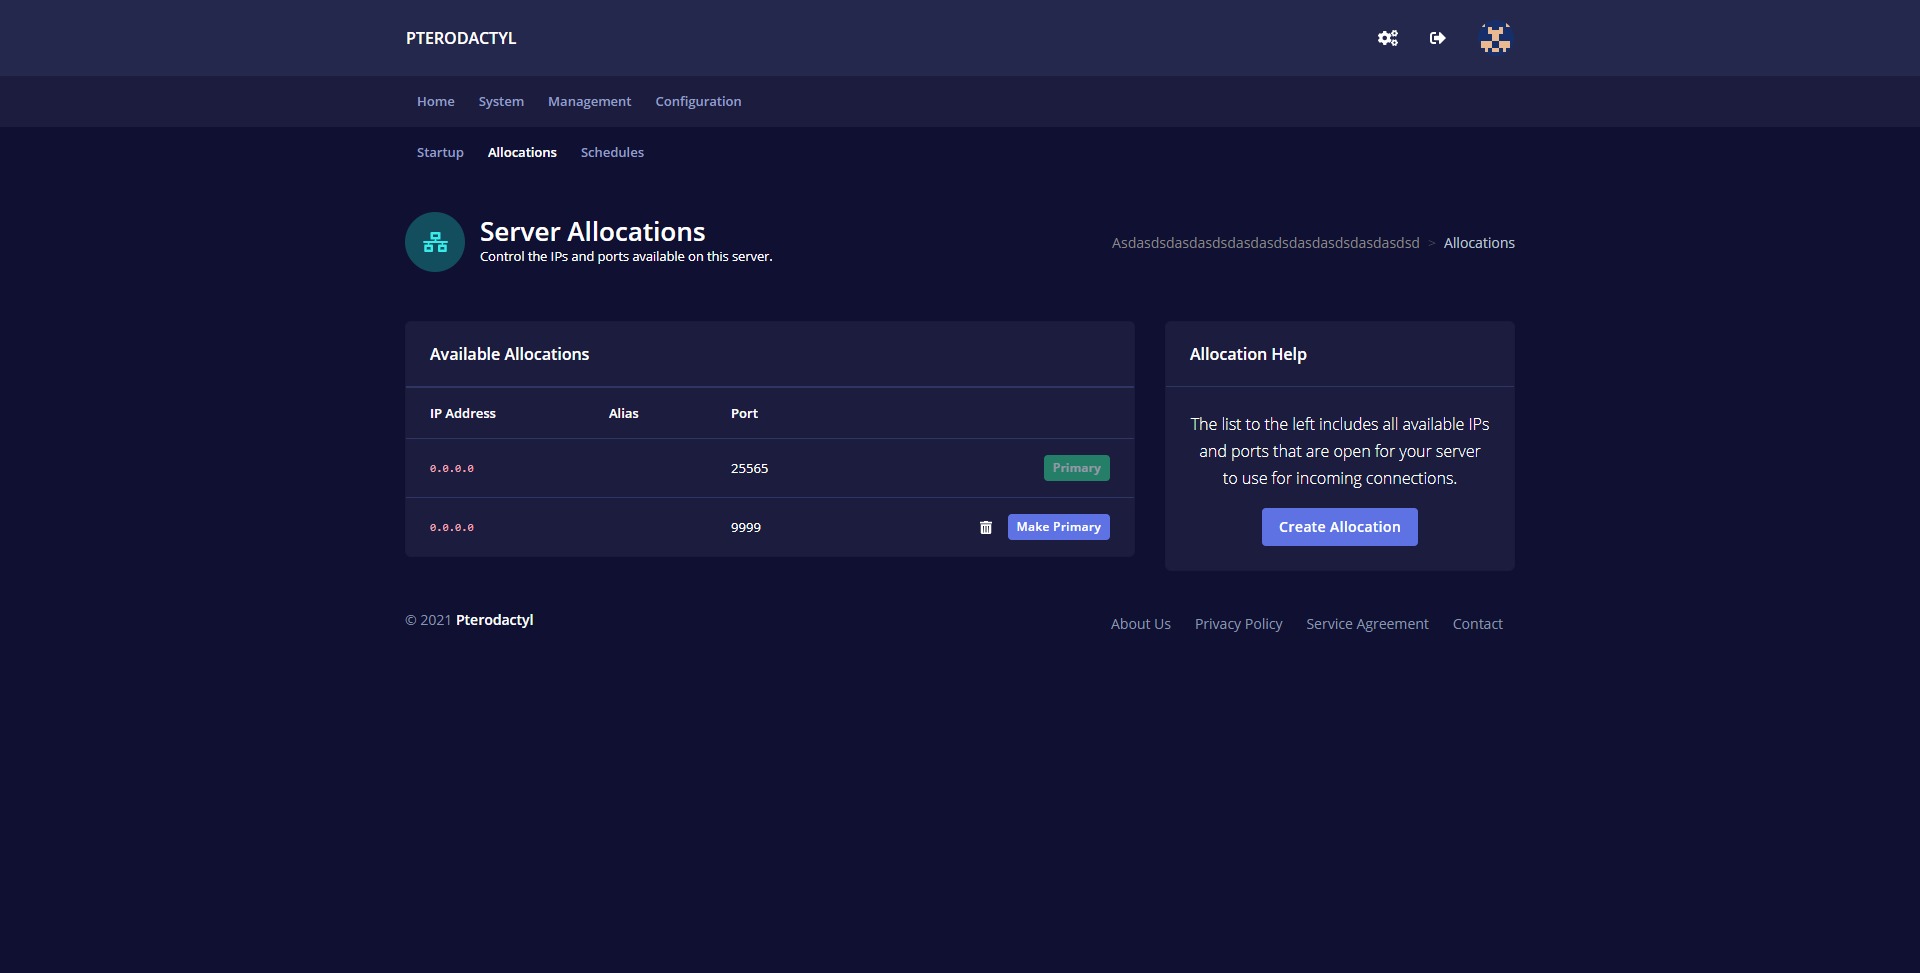 PTERODACTYL
Home System Management Configuration
Startup Allocations Schedules
Server Allocations
Control the IPs and ports available on this server.
Asdasdsdasdasdsdasdasdsdasdasdsdasdasdsd > Allocations
Available Allocations
IP Address Alias Port
0.0.0.0 25565 Primary
0.0.0.0 9999 Make Primary
Allocation Help
The list to the left includes all available IPs
and ports that are open for your server
to use for incoming connections.
Create Allocation
© 2021 Pterodactyl
About Us Privacy Policy Service Agreement Contact